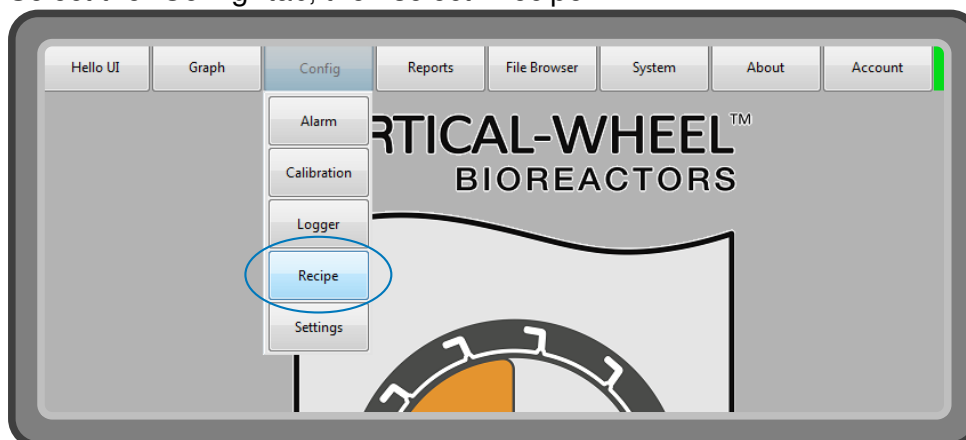 Hello UI Graph Config Reports File Browser System About Account
Alarm
RTICAL-WHEEL™
Calibration
BIOREACTORS
Logger
Recipe
Settings